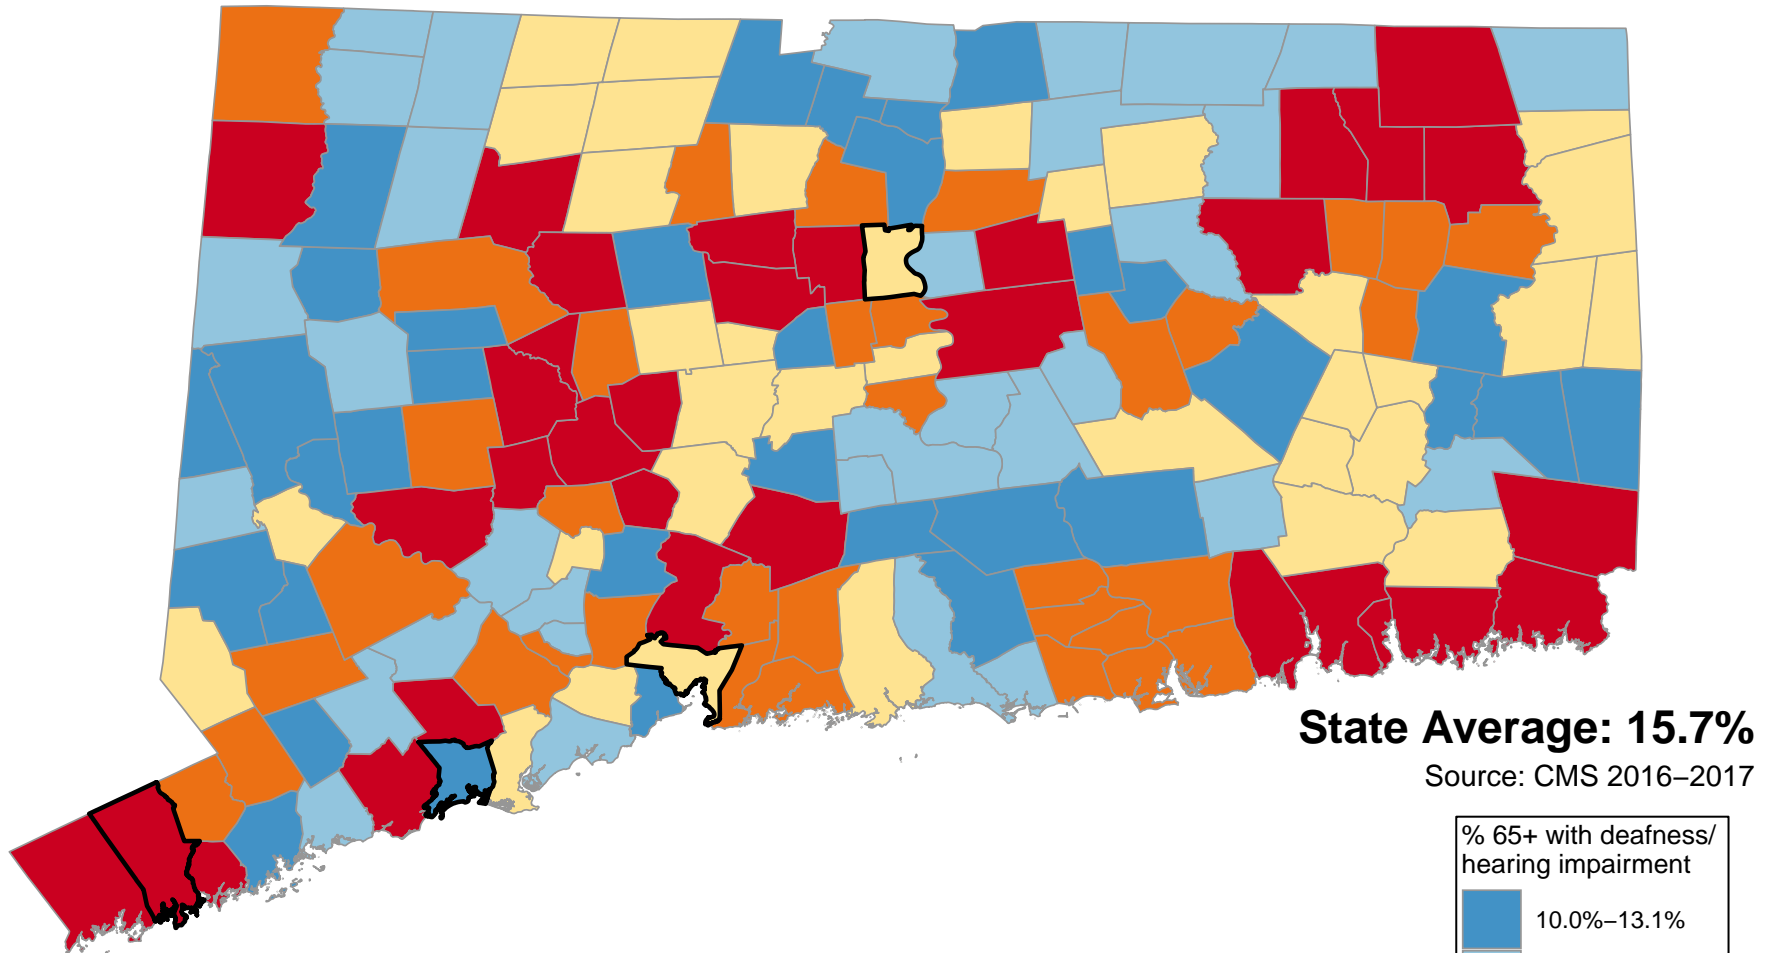 State Average: 15.7%
Source: CMS 2016–2017
% 65+ with deafness/
hearing impairment
10.0%–13.1%